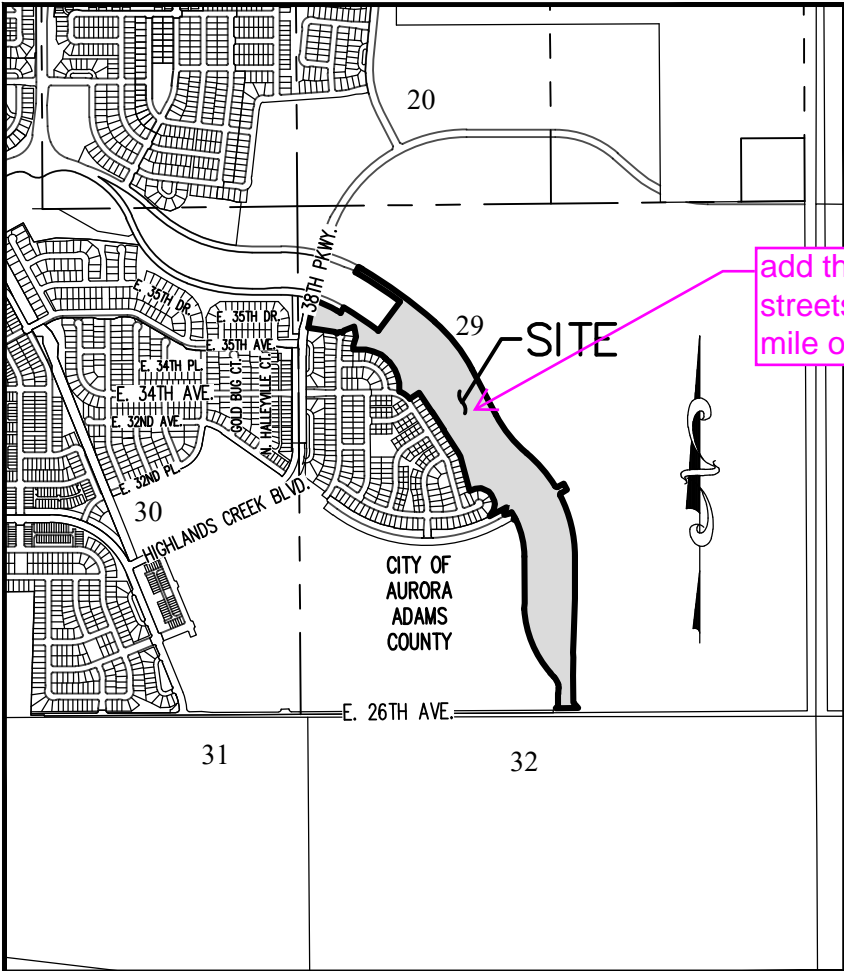 20
38TH PKWY.
add th
streets
mile o
E. 35TH DR.
E. 35TH DR.
29
SITE
E. 35TH AVE.
E. 34TH PL.
E. 34TH AVE.
GOLD BUG CT.
N. HALLEYVILLE CT.
E. 32ND AVE.
E. 32ND PL.
30
HIGHLANDS CREEK BLVD.
CITY OF
AURORA
ADAMS
COUNTY
E. 26TH AVE.
31
32